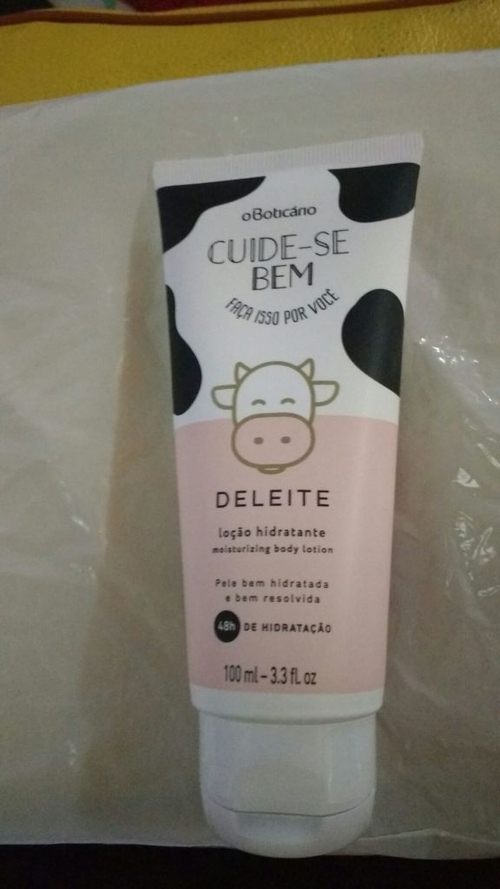 oBoticário
CUIDE-SE
BEM
FAÇA ISSO POR VOCÊ
DELEITE
loção hidratante
moisturizing body lotion
Pele bem hidratada
e bem resolvida
48h DE HIDRATAÇÃO
100 ml – 3.3 fl. oz